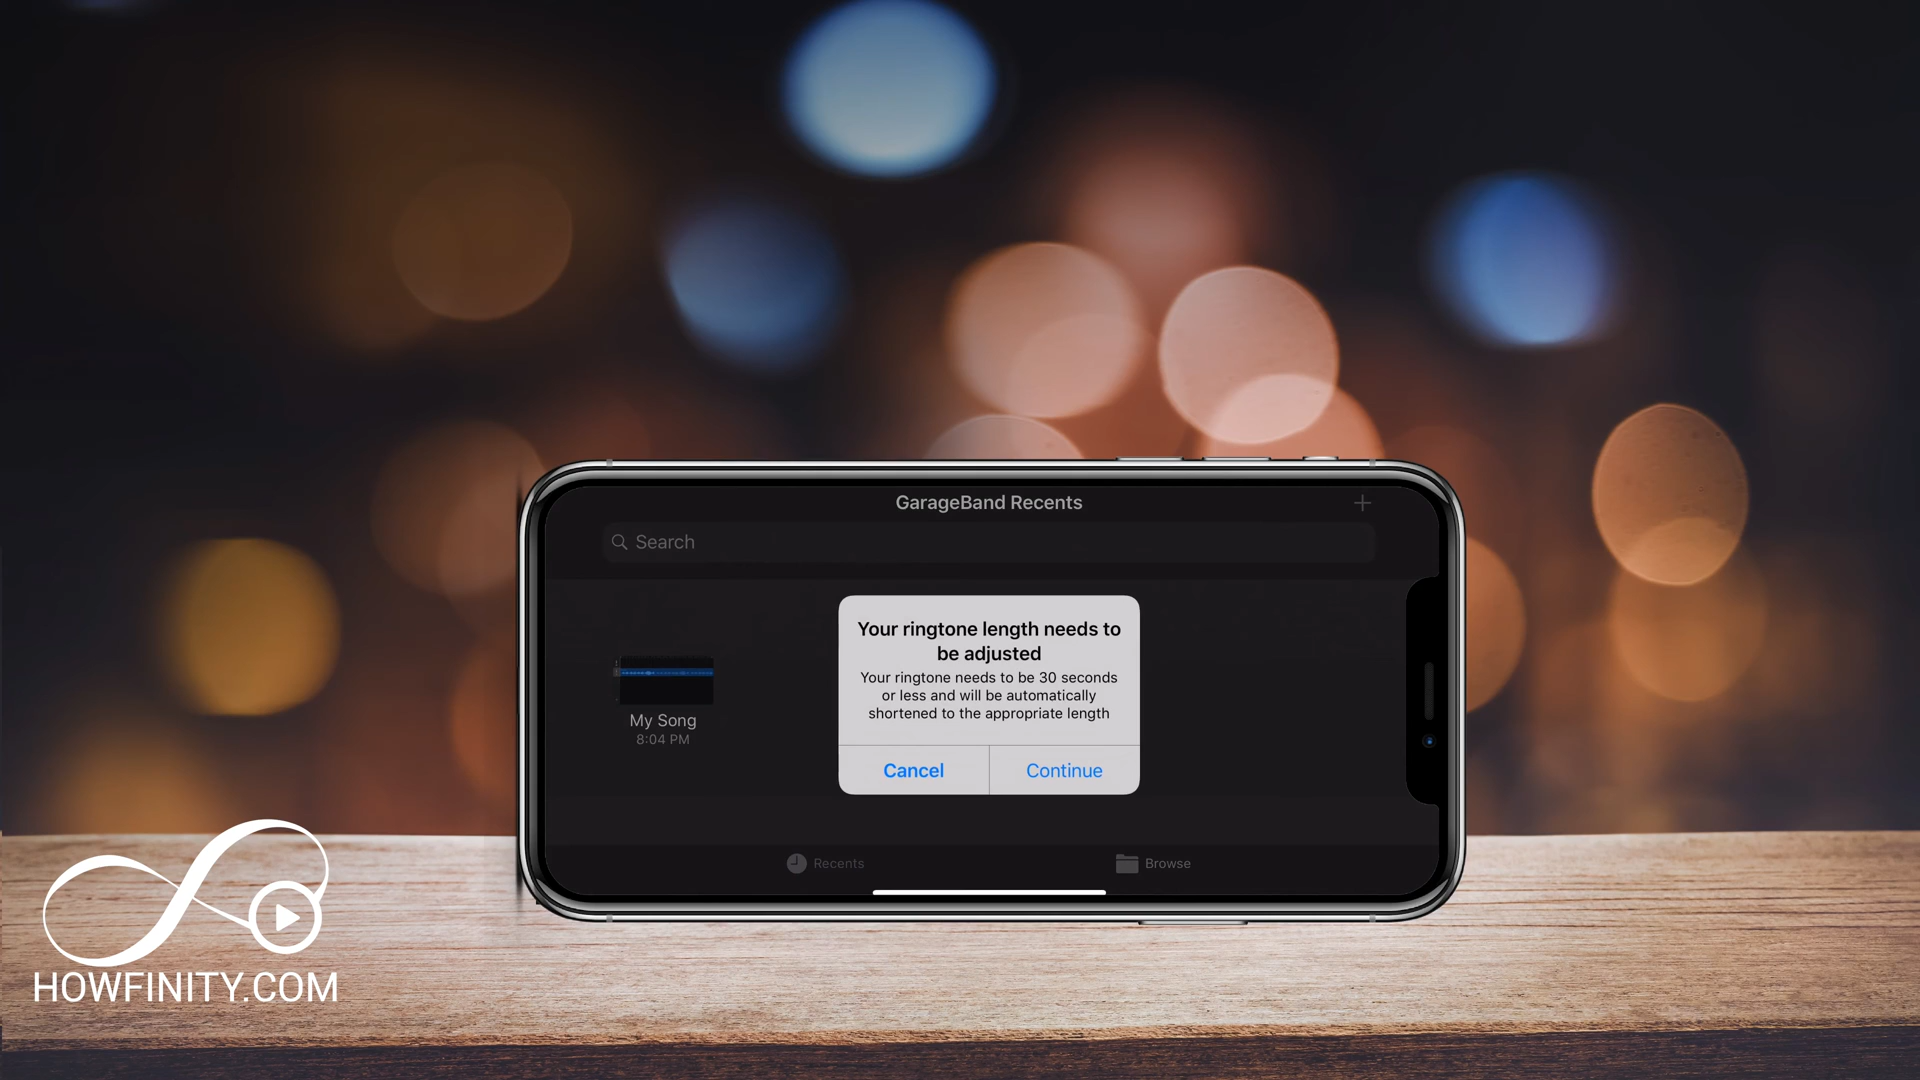 GarageBand Recents
Search
Your ringtone length needs to
be adjusted
Your ringtone needs to be 30 seconds
or less and will be automatically
shortened to the appropriate length
Cancel
Continue
My Song
8:04 PM
Recents
Browse
HOWFINITY.COM